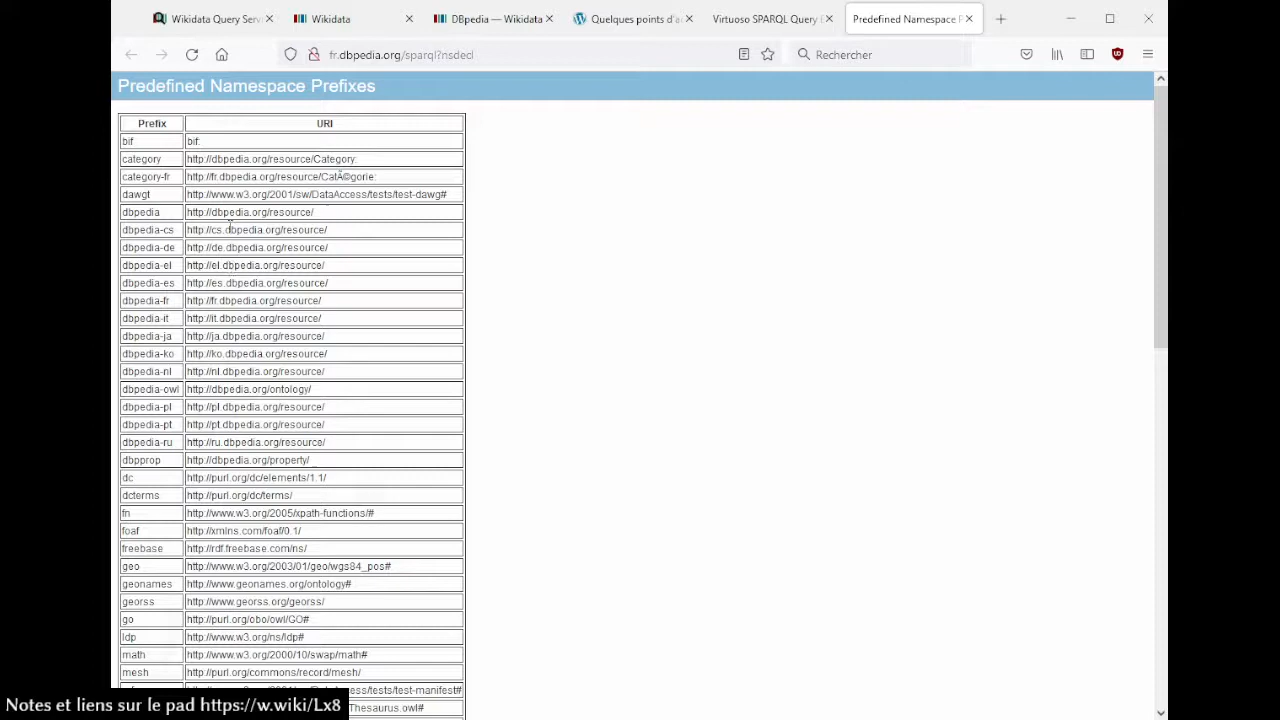 Wikidata Query Serv
Wikidata
DBpedia — Wikidata
Quelques points d'a
Virtuoso SPARQL Query E
Predefined Namespace P
fr.dbpedia.org/sparql?nsdecl
Rechercher
Predefined Namespace Prefixes
Prefix URI
bif bif:
category http://dbpedia.org/resource/Category:
category-fr http://fr.dbpedia.org/resource/CatÃ©gorie:
dawgt http://www.w3.org/2001/sw/DataAccess/tests/test-dawg#
dbpedia http://dbpedia.org/resource/
dbpedia-cs http://cs.dbpedia.org/resource/
dbpedia-de http://de.dbpedia.org/resource/
dbpedia-el http://el.dbpedia.org/resource/
dbpedia-es http://es.dbpedia.org/resource/
dbpedia-fr http://fr.dbpedia.org/resource/
dbpedia-it http://it.dbpedia.org/resource/
dbpedia-ja http://ja.dbpedia.org/resource/
dbpedia-ko http://ko.dbpedia.org/resource/
dbpedia-nl http://nl.dbpedia.org/resource/
dbpedia-owl http://dbpedia.org/ontology/
dbpedia-pl http://pl.dbpedia.org/resource/
dbpedia-pt http://pt.dbpedia.org/resource/
dbpedia-ru http://ru.dbpedia.org/resource/
dbpprop http://dbpedia.org/property/
dc http://purl.org/dc/elements/1.1/
dcterms http://purl.org/dc/terms/
fn http://www.w3.org/2005/xpath-functions/#
foaf http://xmlns.com/foaf/0.1/
freebase http://rdf.freebase.com/ns/
geo http://www.w3.org/2003/01/geo/wgs84_pos#
geonames http://www.geonames.org/ontology#
georss http://www.georss.org/georss/
go http://purl.org/obo/owl/GO#
ldp http://www.w3.org/ns/ldp#
math http://www.w3.org/2000/10/swap/math#
mesh http://purl.org/commons/record/mesh/
/tests/test-manifest#
Thesaurus.owl#
Notes et liens sur le pad https://w.wiki/Lx8